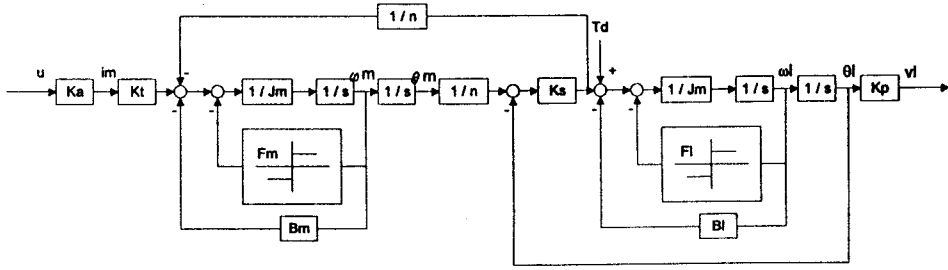 1 / n
Td
u
Ka
im
Kt
-
-
-
1 / Jm
1 / s
φm
1 / s
θm
1 / n
-
Ks
+
-
-
1 / Jm
1 / s
ωl
1 / s
θl
Kp
vl
Fm
Fl
Bm
Bl